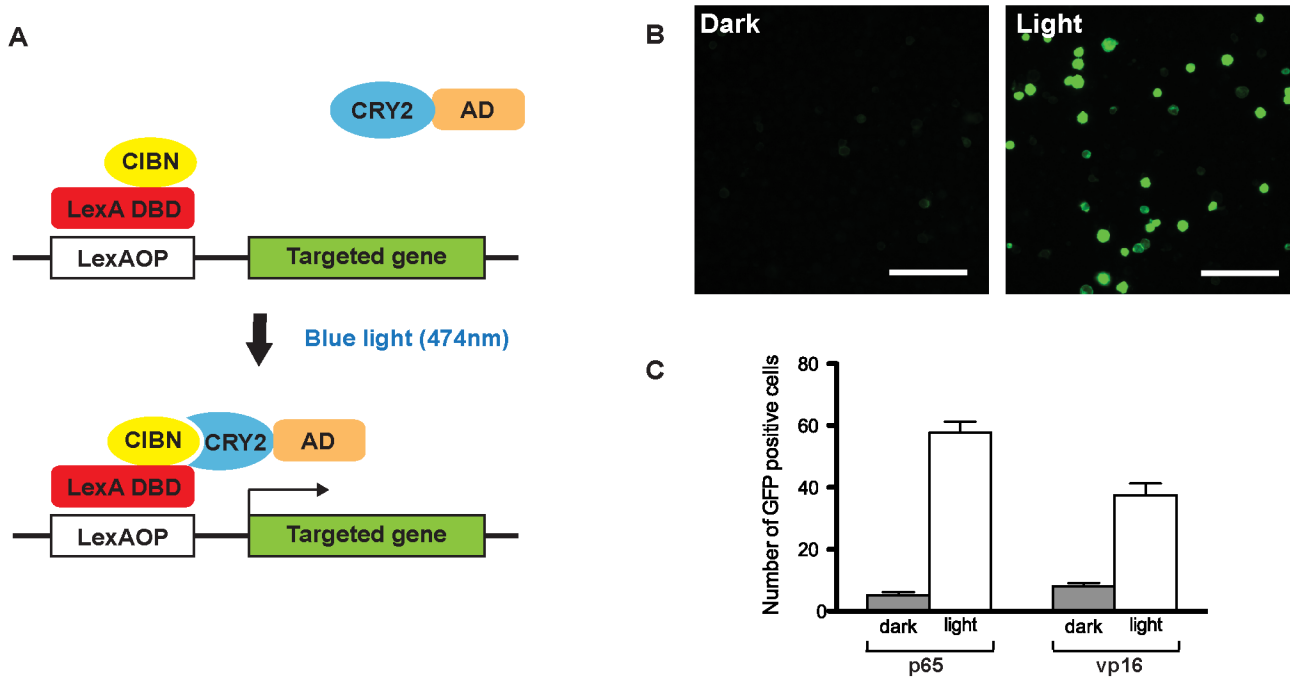 A
CRY2 AD
CIBN
LexA DBD
LexAOP Targeted gene
Blue light (474nm)
CIBN CRY2 AD
LexA DBD
LexAOP Targeted gene
B
Dark Light
C
Number of GFP positive cells
80
60
40
20
0
dark light dark light
p65 vp16